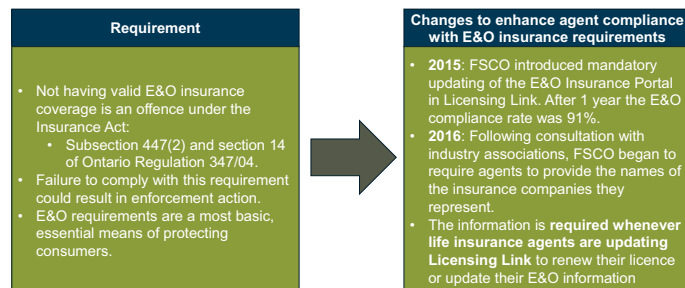 Requirement
• Not having valid E&O insurance
coverage is an offence under the
Insurance Act:
• Subsection 447(2) and section 14
of Ontario Regulation 347/04.
• Failure to comply with this requirement
could result in enforcement action.
• E&O requirements are a most basic,
essential means of protecting
consumers.
Changes to enhance agent compliance
with E&O insurance requirements
• 2015: FSCO introduced mandatory
updating of the E&O Insurance Portal
in Licensing Link. After 1 year the E&O
compliance rate was 91%.
• 2016: Following consultation with
industry associations, FSCO began to
require agents to provide the names of
the insurance companies they
represent.
• The information is required whenever
life insurance agents are updating
Licensing Link to renew their licence
or update their E&O information